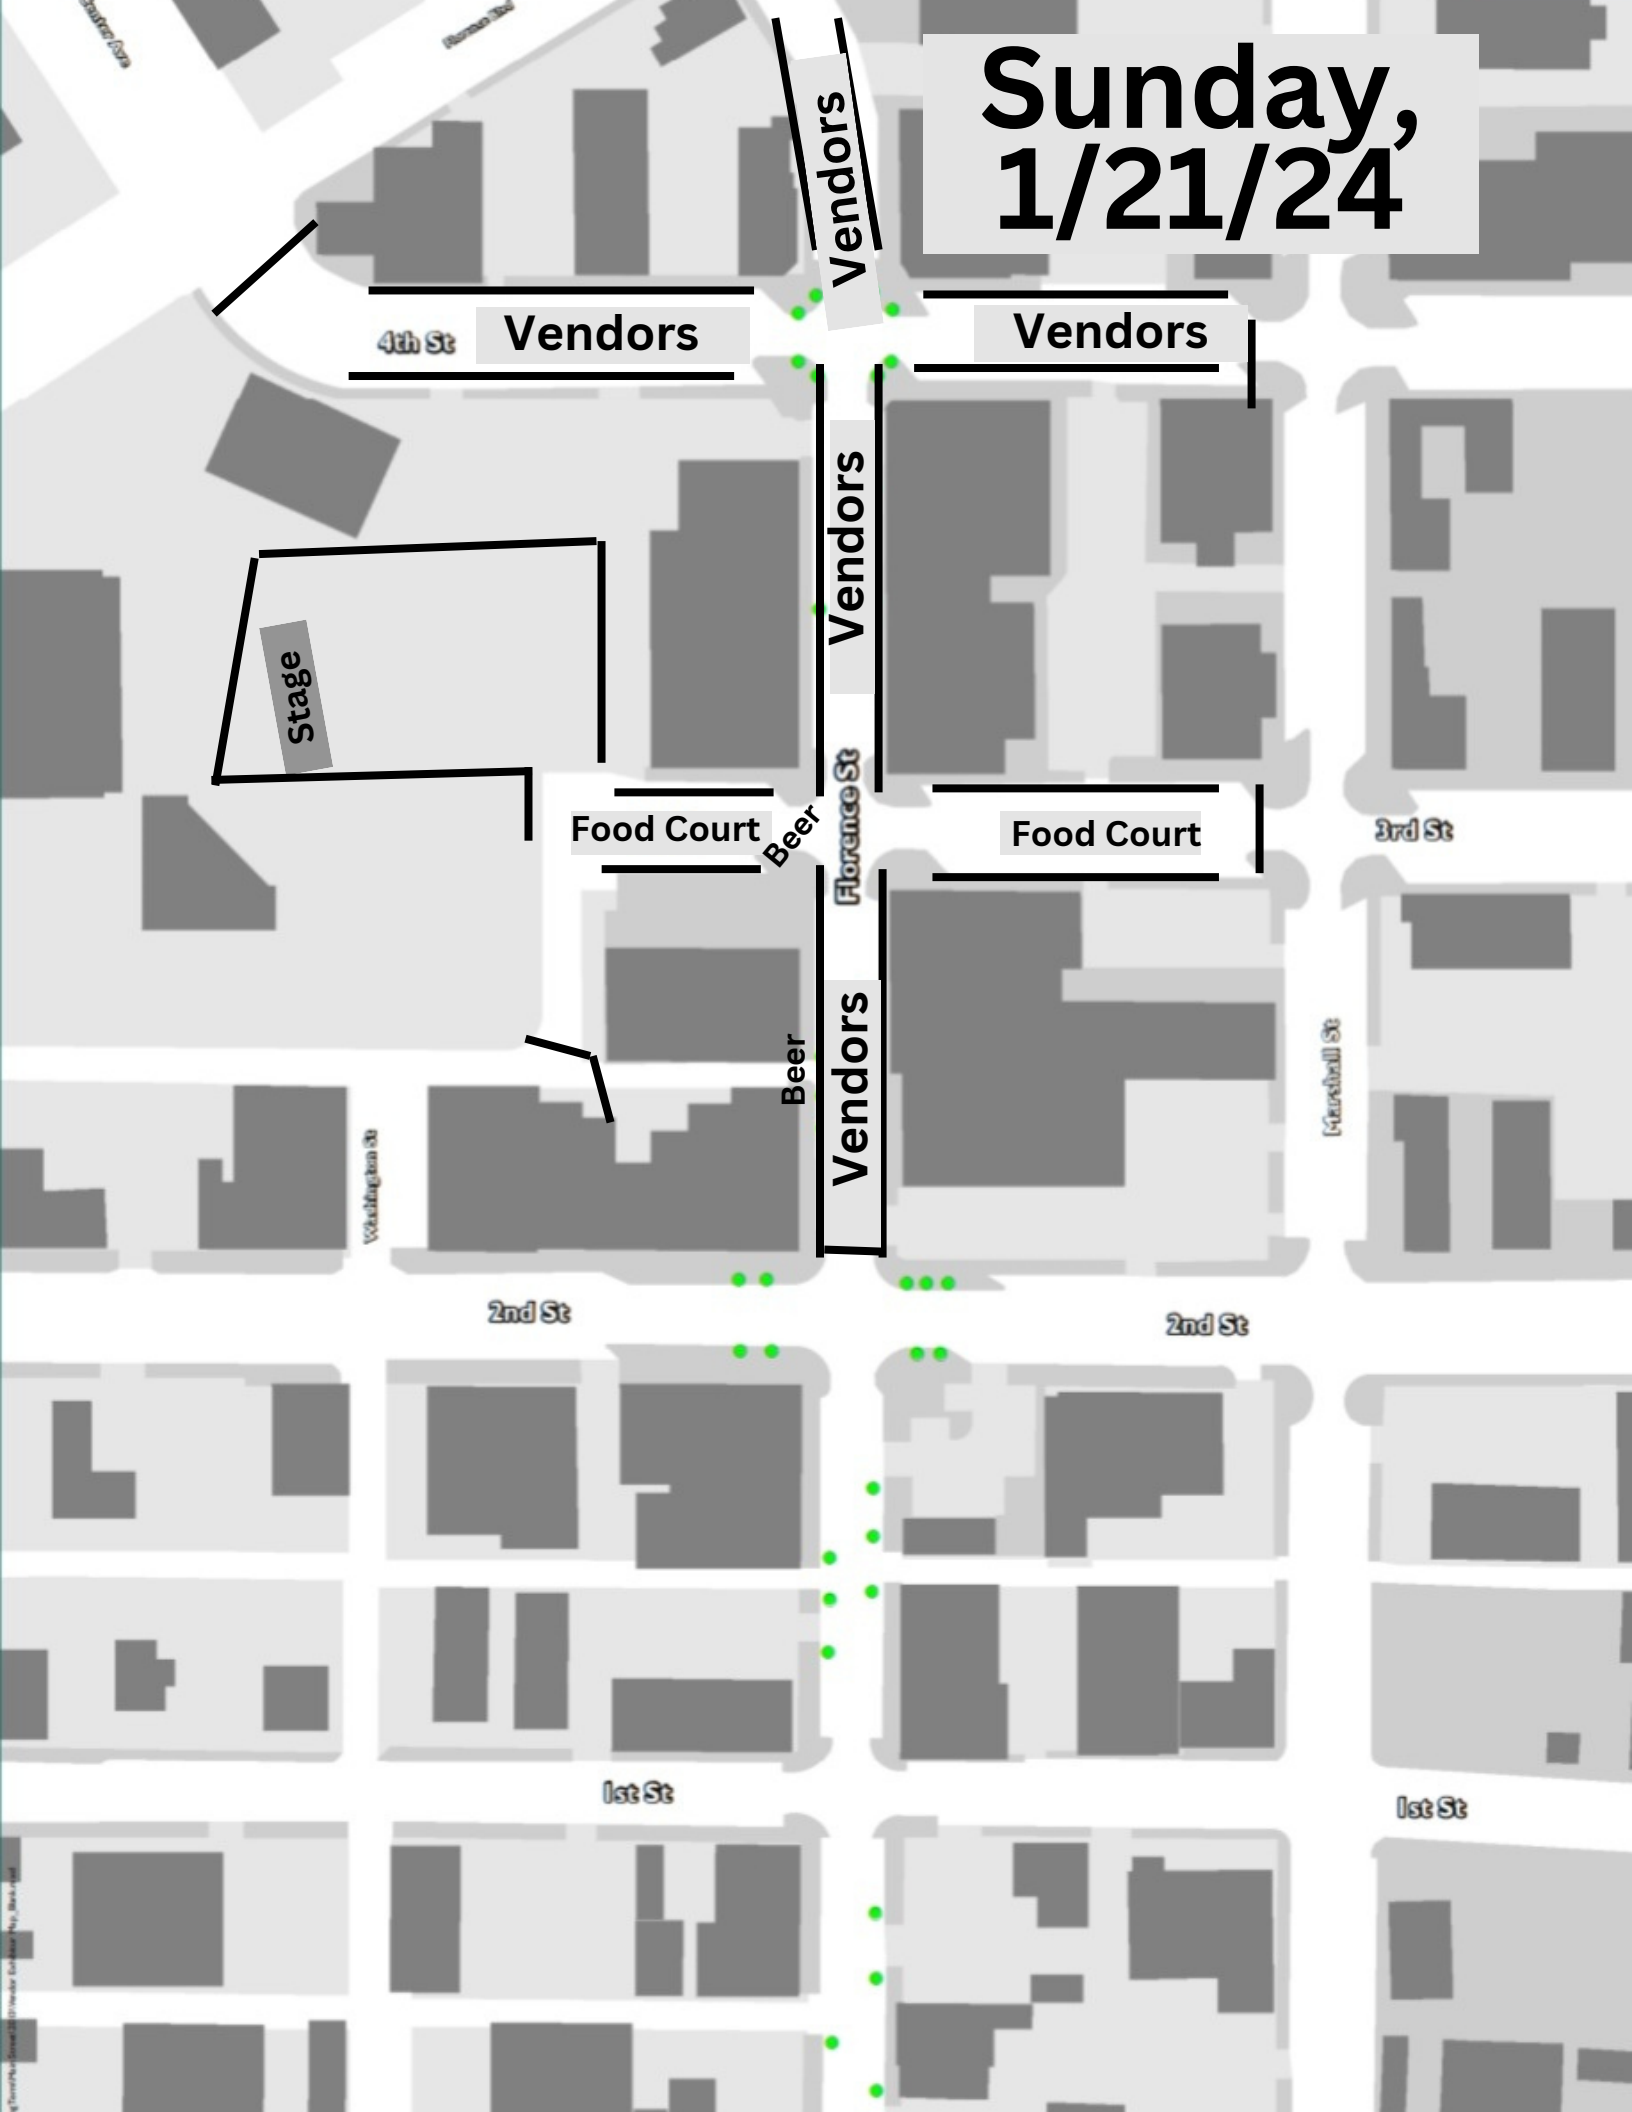 Sunday,
1/21/24
Vendors
4th St
Vendors
Vendors
Vendors
Stage
Florence St
Food Court
Beer
Food Court
3rd St
Beer
Vendors
Marshall St
Washington St
2nd St
2nd St
1st St
1st St